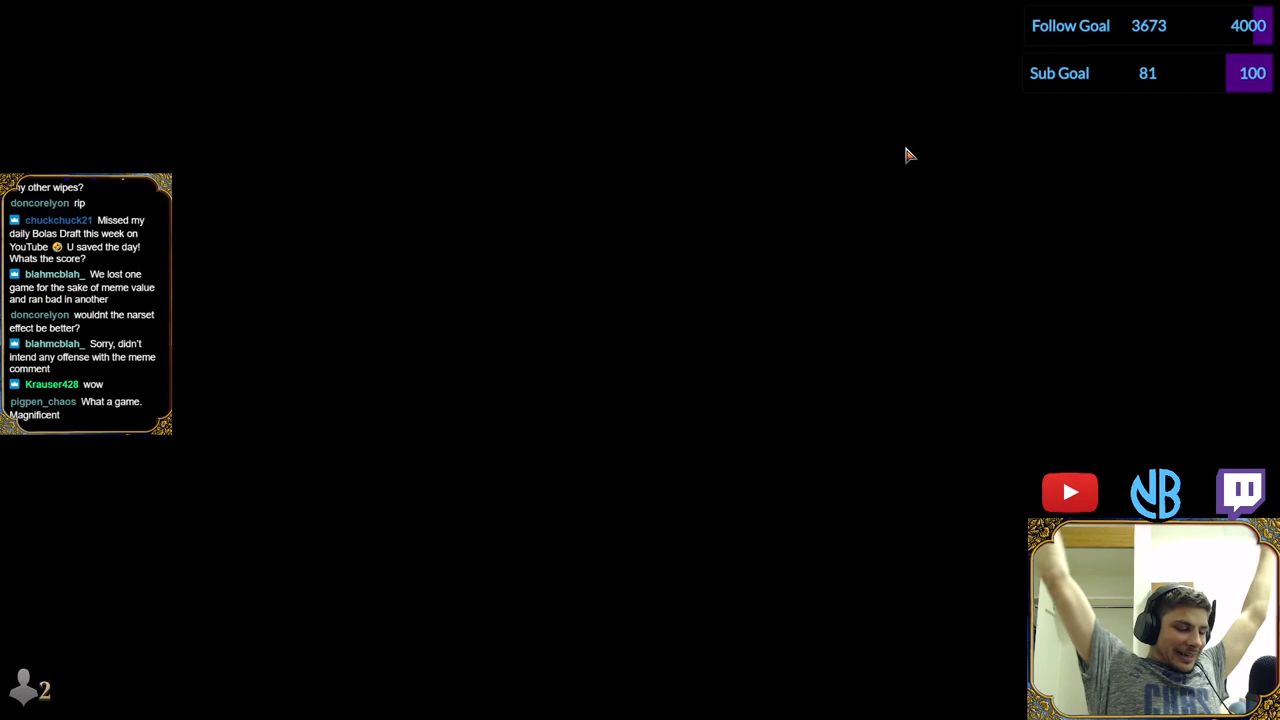 Follow Goal 3673 4000
Sub Goal 81 100
ny other wipes?
doncorelyon rip
chuckchuck21 Missed my
daily Bolas Draft this week on
YouTube 🤣 U saved the day!
Whats the score?
blahmcblah_ We lost one
game for the sake of meme value
and ran bad in another
doncorelyon wouldnt the narset
effect be better?
blahmcblah_ Sorry, didn't
intend any offense with the meme
comment
Krauser428 wow
pigpen_chaos What a game.
Magnificent
NB
CUBS
2